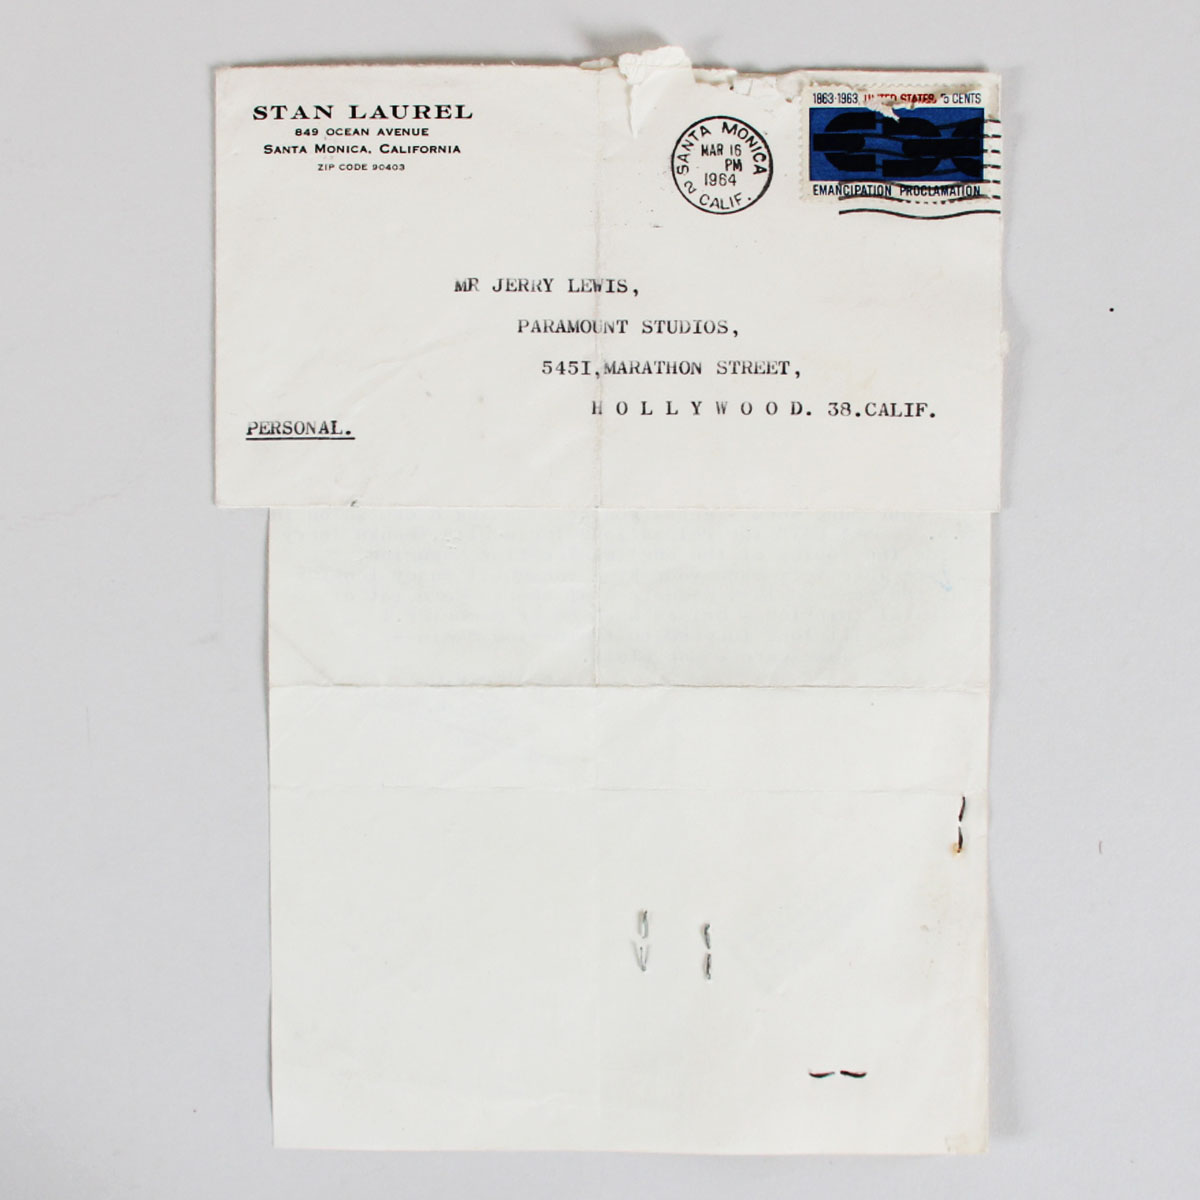 STAN LAUREL
849 OCEAN AVENUE
SANTA MONICA, CALIFORNIA
ZIP CODE 90403
SANTA MONICA
MAR 16
PM
1964
2 CALIF.
1863-1963 UNITED STATES 5 CENTS
EMANCIPATION PROCLAMATION
MR JERRY LEWIS,
PARAMOUNT STUDIOS,
545I,MARATHON STREET,
H O L L Y W O O D. 38.CALIF.
PERSONAL.